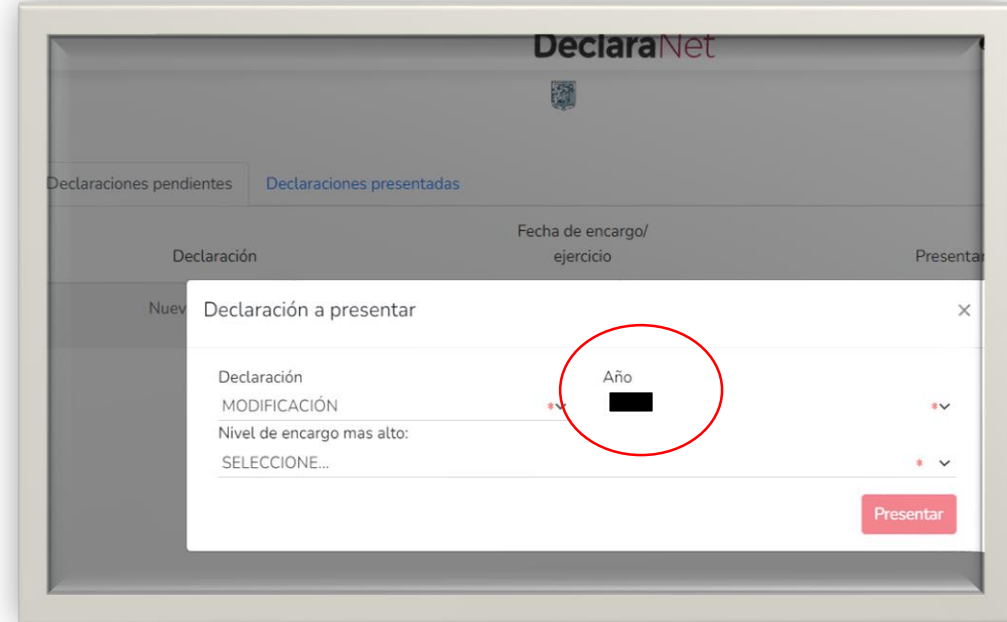 DeclaraNet
Declaraciones pendientes Declaraciones presentadas
Declaración Fecha de encargo/ ejercicio Presentar
Nuev
Declaración a presentar ×
Declaración Año
MODIFICACIÓN *
*
Nivel de encargo mas alto:
SELECCIONE... *
Presentar